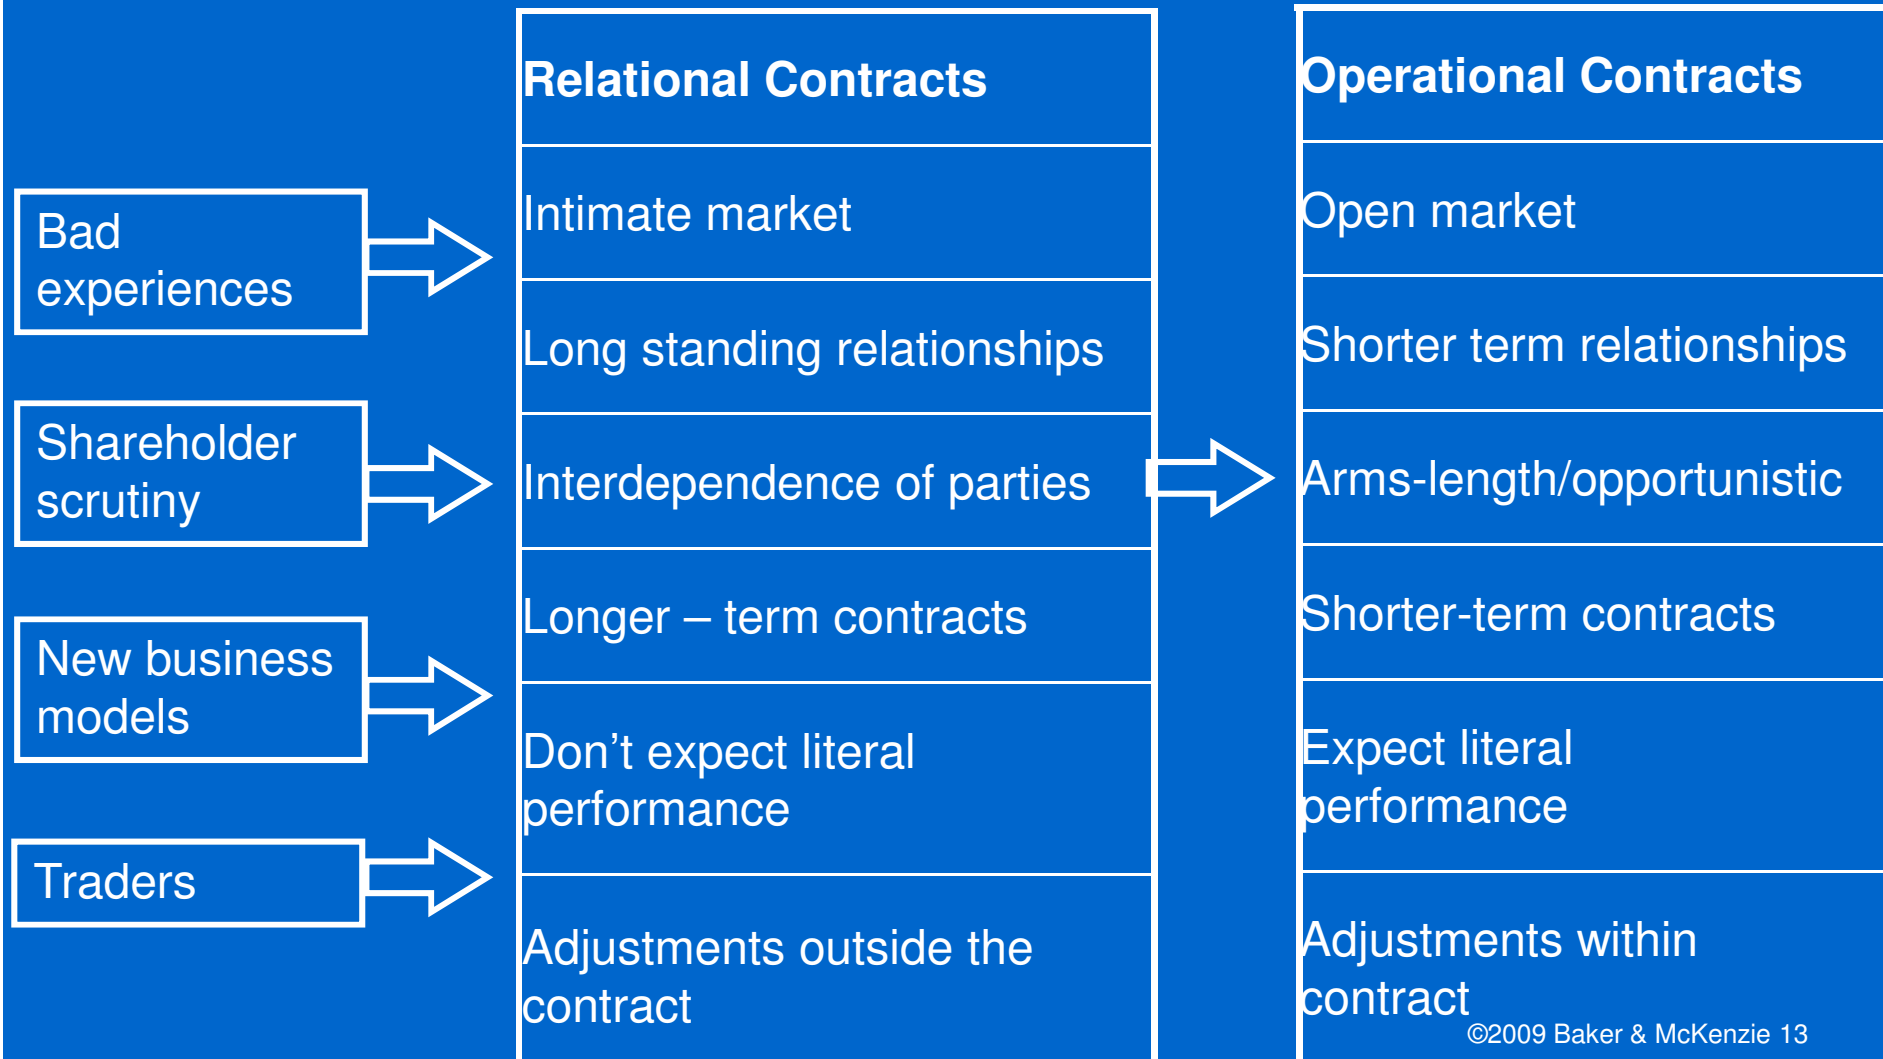 Bad
experiences
Shareholder
scrutiny
New business
models
Traders
Relational Contracts
Intimate market
Long standing relationships
Interdependence of parties
Longer – term contracts
Don’t expect literal
performance
Adjustments outside the
contract
Operational Contracts
Open market
Shorter term relationships
Arms-length/opportunistic
Shorter-term contracts
Expect literal
performance
Adjustments within
contract
©2009 Baker & McKenzie 13